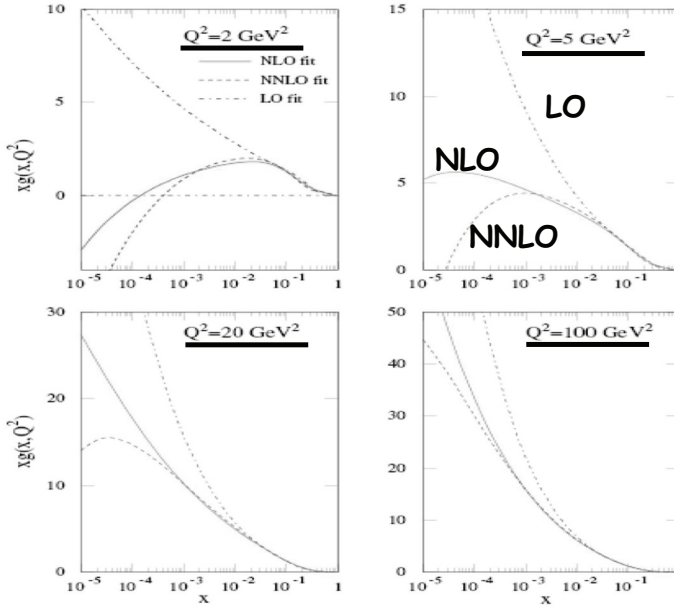 Q²=2 GeV²
NLO fit
NNLO fit
LO fit
xg(x,Q²)
10
5
0
10⁻⁵ 10⁻⁴ 10⁻³ 10⁻² 10⁻¹ 1
Q²=5 GeV²
LO
NLO
NNLO
15
10
5
0
10⁻⁵ 10⁻⁴ 10⁻³ 10⁻² 10⁻¹ 1
Q²=20 GeV²
xg(x,Q²)
30
20
10
0
10⁻⁵ 10⁻⁴ 10⁻³ 10⁻² 10⁻¹ 1
x
Q²=100 GeV²
50
40
30
20
10
0
10⁻⁵ 10⁻⁴ 10⁻³ 10⁻² 10⁻¹ 1
x